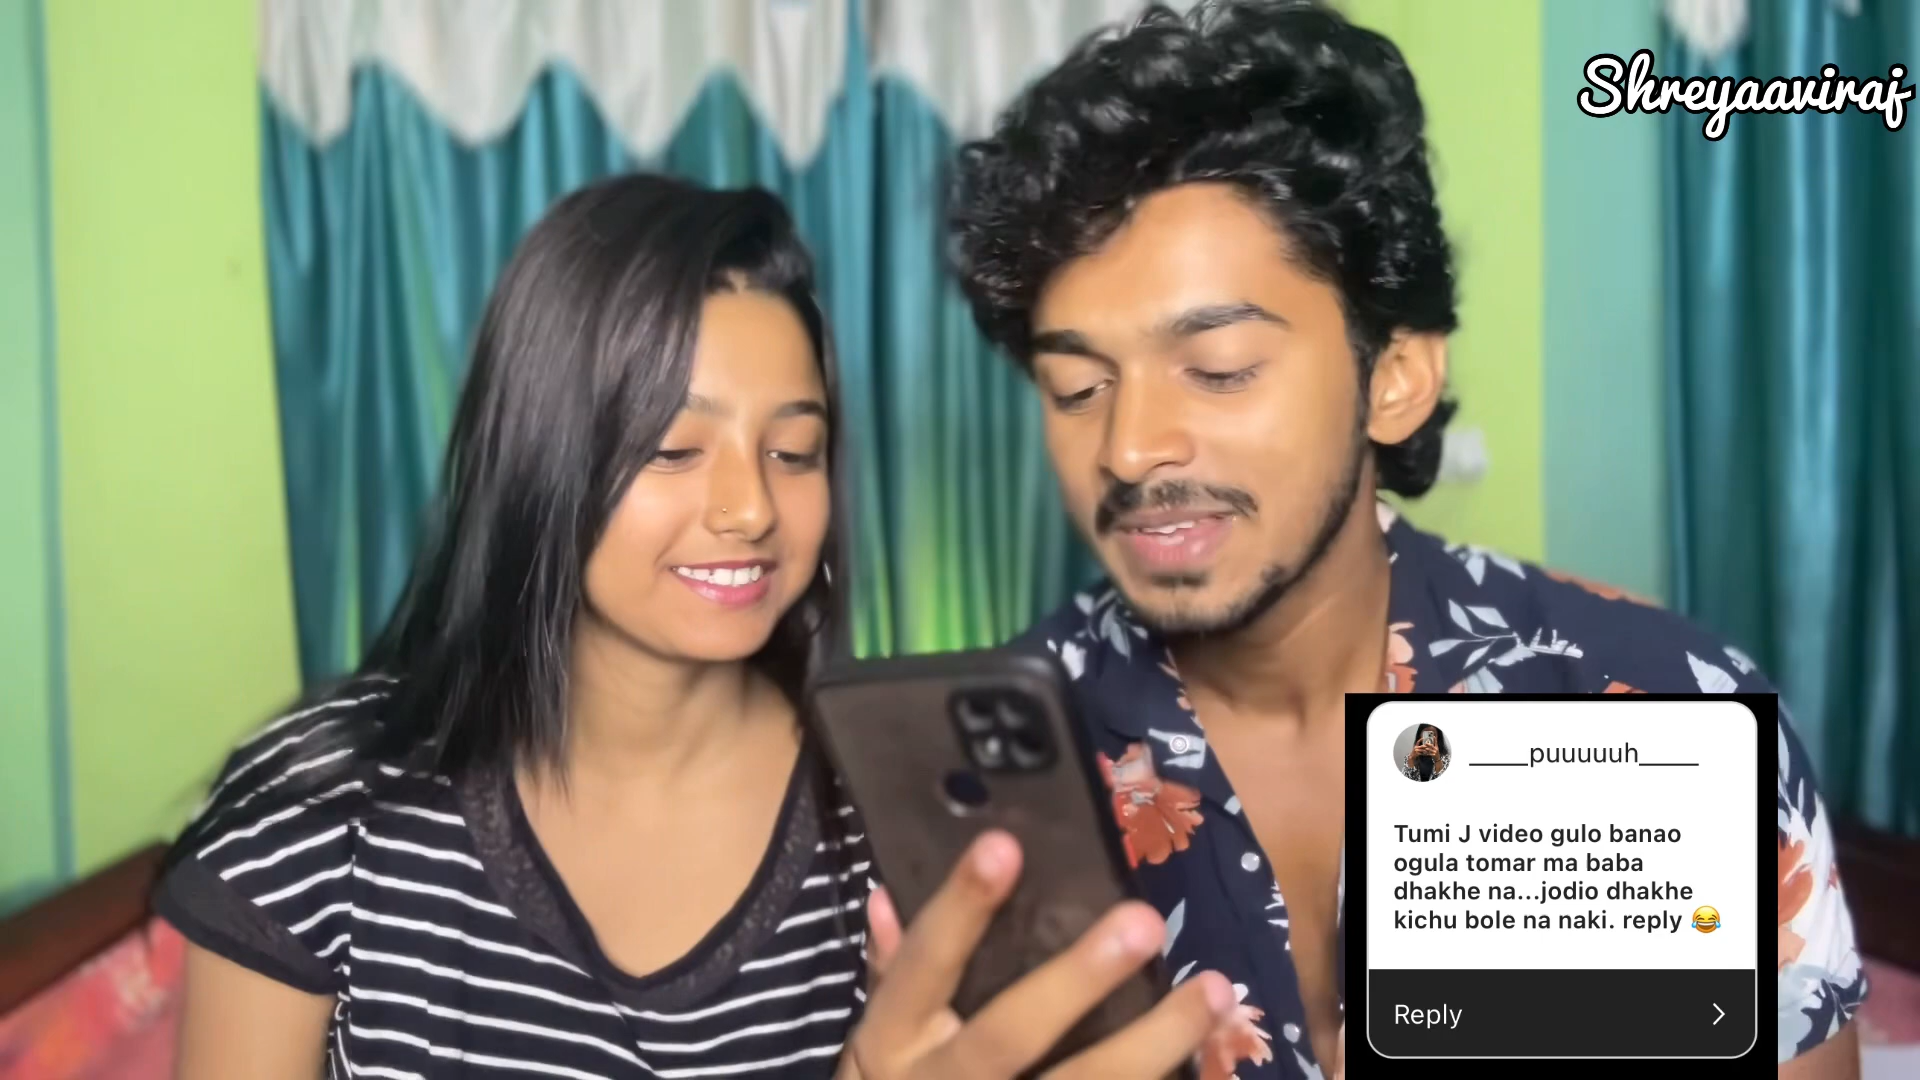 Shreyaaviraj
_____puuuuuh_____
Tumi J video gulo banao
ogula tomar ma baba
dhakhe na...jodio dhakhe
kichu bole na naki. reply 😂
Reply